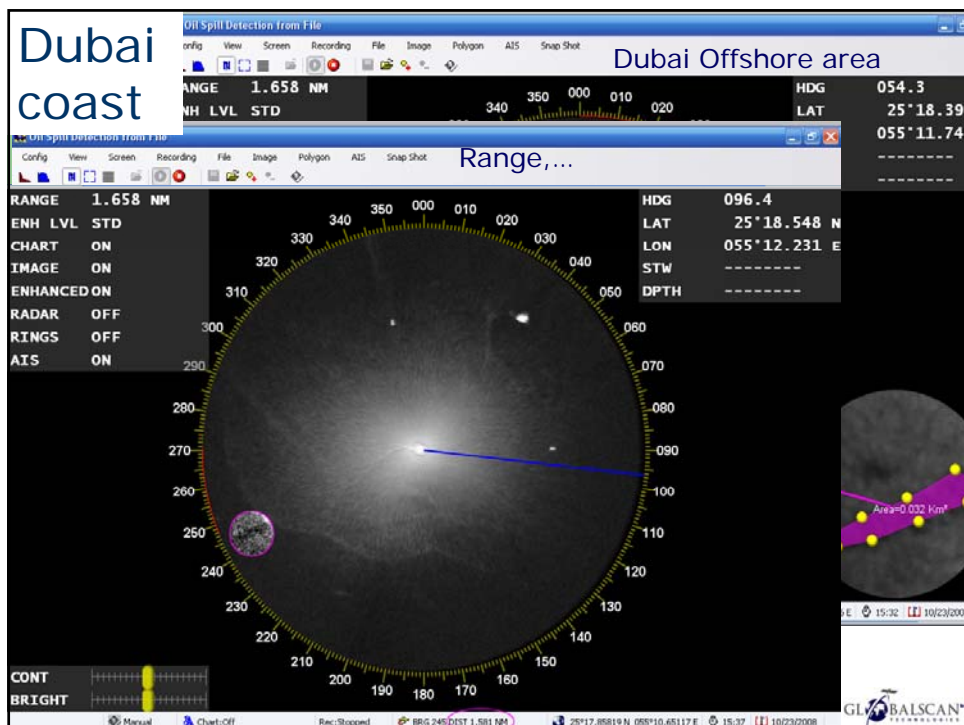 Dubai
coast
Oil Spill Detection from File
View Screen Recording File Image Polygon AIS Snap Shot
Dubai Offshore area
1.658 NM
STD
340 350 000 010 020
HDG 054.3
LAT 25°18.39
055°11.74
--------
--------
Oil Spill Detection from File
Config View Screen Recording File Image Polygon AIS Snap Shot
Range,...
RANGE 1.658 NM
ENH LVL STD
CHART ON
IMAGE ON
ENHANCED ON
RADAR OFF
RINGS OFF
AIS ON
HDG 096.4
LAT 25°18.548 N
LON 055°12.231 E
STW --------
DPTH --------
350 000 010
340 020
330 030
320 040
310 050
300 060
290 070
280 080
270 090
260 100
250 110
240 120
230 130
220 140
210 150
200 190 180 170 160
Area=0.032 Km²
CONT
BRIGHT
Manual Chart:Off Rec:Stopped BRG 245 DIST 1.581 NM 25°17.85819 N 055°10.65117 E 15:37 10/23/2008
E 15:32 10/23/200
GLOBALSCAN
TECHNOLOGIES